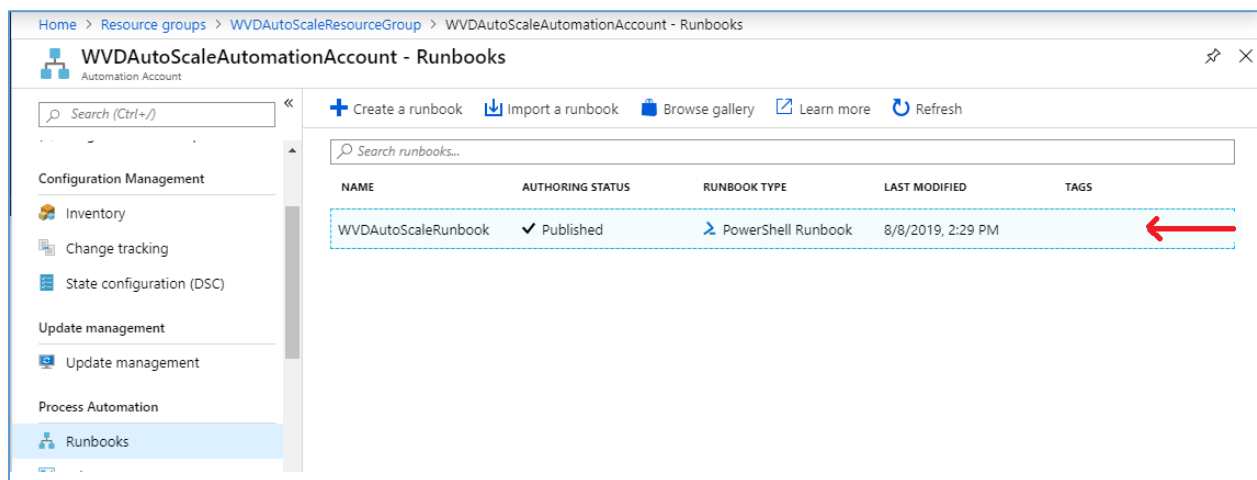 Home > Resource groups > WVDAutoScaleResourceGroup > WVDAutoScaleAutomationAccount - Runbooks
WVDAutoScaleAutomationAccount - Runbooks
Automation Account
Search (Ctrl+/)
Configuration Management
Inventory
Change tracking
State configuration (DSC)
Update management
Update management
Process Automation
Runbooks
Create a runbook Import a runbook Browse gallery Learn more Refresh
Search runbooks...
NAME AUTHORING STATUS RUNBOOK TYPE LAST MODIFIED TAGS
WVDAutoScaleRunbook Published PowerShell Runbook 8/8/2019, 2:29 PM